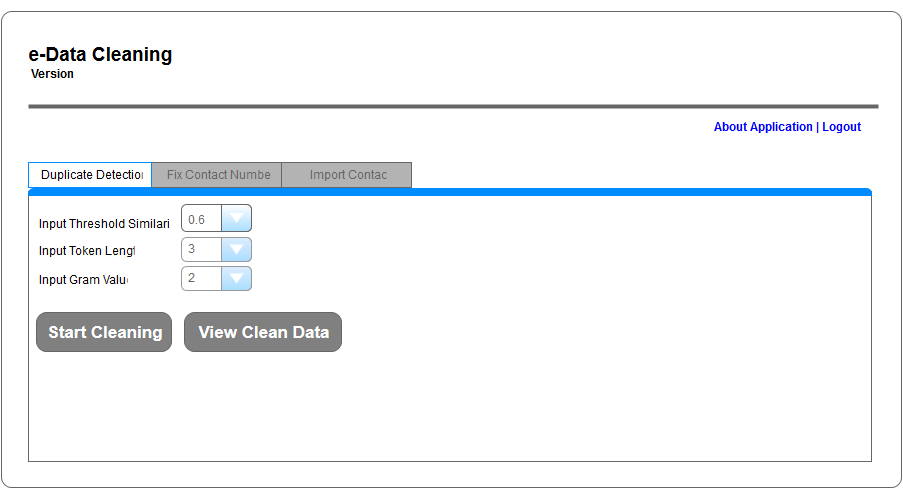 e-Data Cleaning
Version
About Application | Logout
Duplicate Detection Fix Contact Numbe Import Contac
Input Threshold Similari 0.6
Input Token Lengt 3
Input Gram Valu 2
Start Cleaning View Clean Data